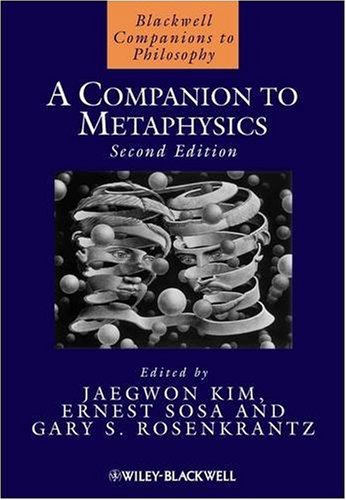 Blackwell
Companions to
Philosophy
A COMPANION TO
METAPHYSICS
Second Edition
Edited by
JAEGWON KIM,
ERNEST SOSA AND
GARY S. ROSENKRANTZ
WILEY-BLACKWELL